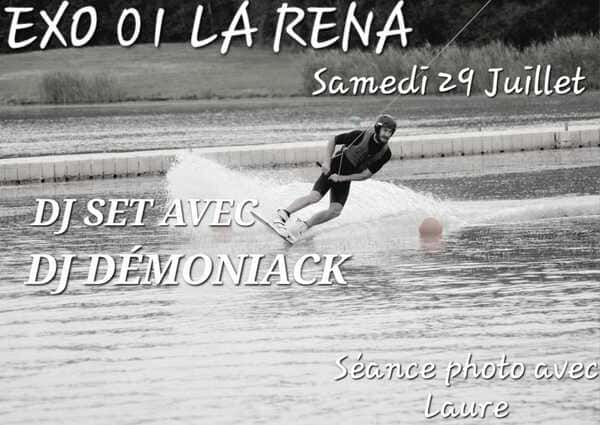 EXO 01 LA RENA
Samedi 29 Juillet
DJ SET AVEC
DJ DÉMONIACK
Séance photo avec
Laure